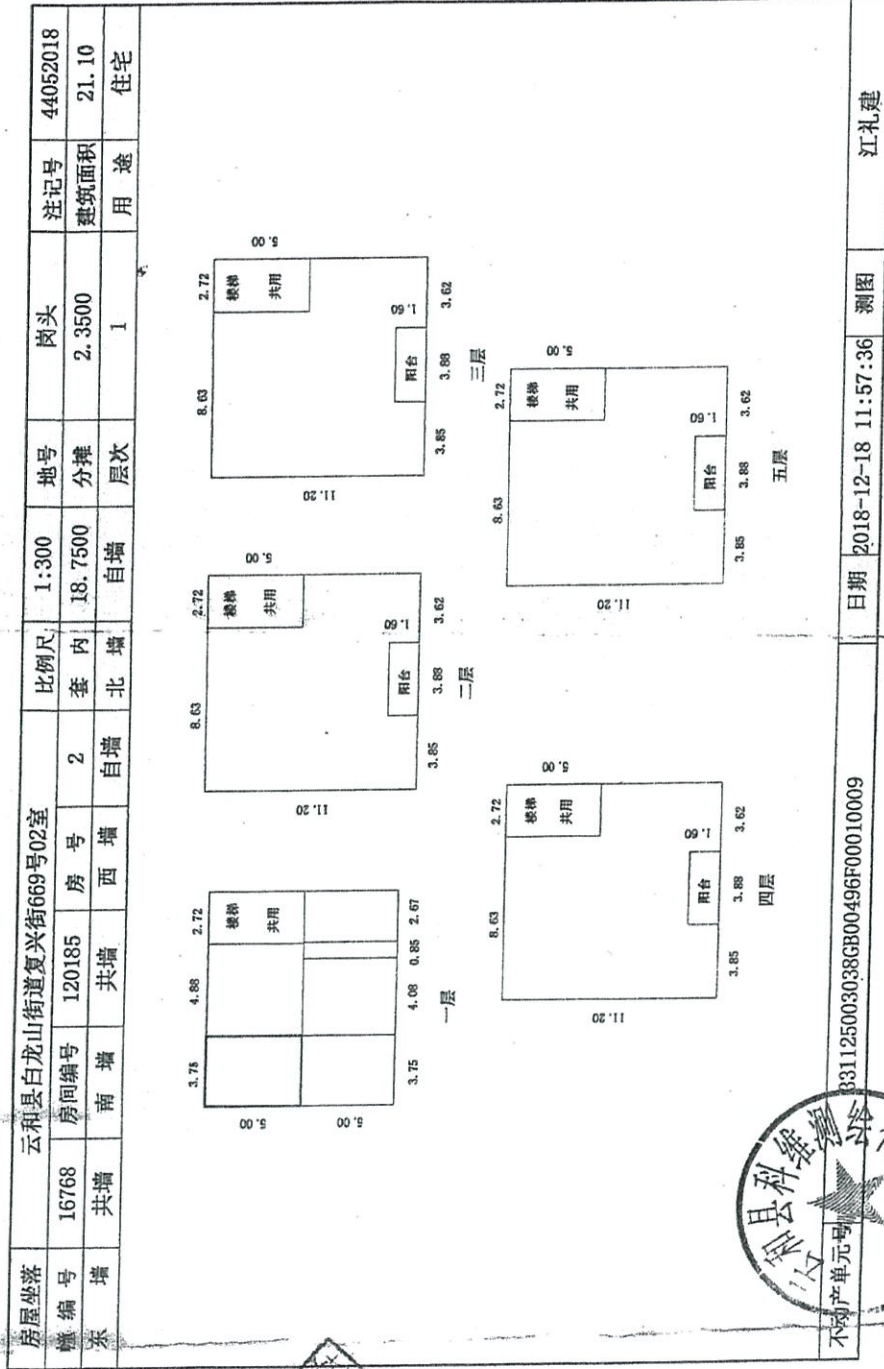 房屋坐落 云和县白龙山街道复兴街669号02室 比例尺 1:300 地号 岗头 注记号 44052018
幢编号 16768 房间编号 120185 房号 2 套内 18.7500 分摊 2.3500 建筑面积 21.10
东墙 共墙 南墙 共墙 西墙 自墙 北墙 自墙 层次 1 用途 住宅
3.75 4.88 2.72
5.00 楼梯
共用
5.00
3.75 4.08 0.85 2.67
一层
8.63 2.72
楼梯
共用 5.00
11.20
阳台 1.60
3.85 3.88 3.62
二层
8.63 2.72
楼梯
共用 5.00
11.20
阳台 1.60
3.85 3.88 3.62
三层
8.63 2.72
楼梯
共用 5.00
11.20
阳台 1.60
3.85 3.88 3.62
四层
8.63 2.72
楼梯
共用 5.00
11.20
阳台 1.60
3.85 3.88 3.62
五层
云和县科维测绘
不动产单元号 331125003038GB00496F00010009 日期 2018-12-18 11:57:36 测图 江礼建